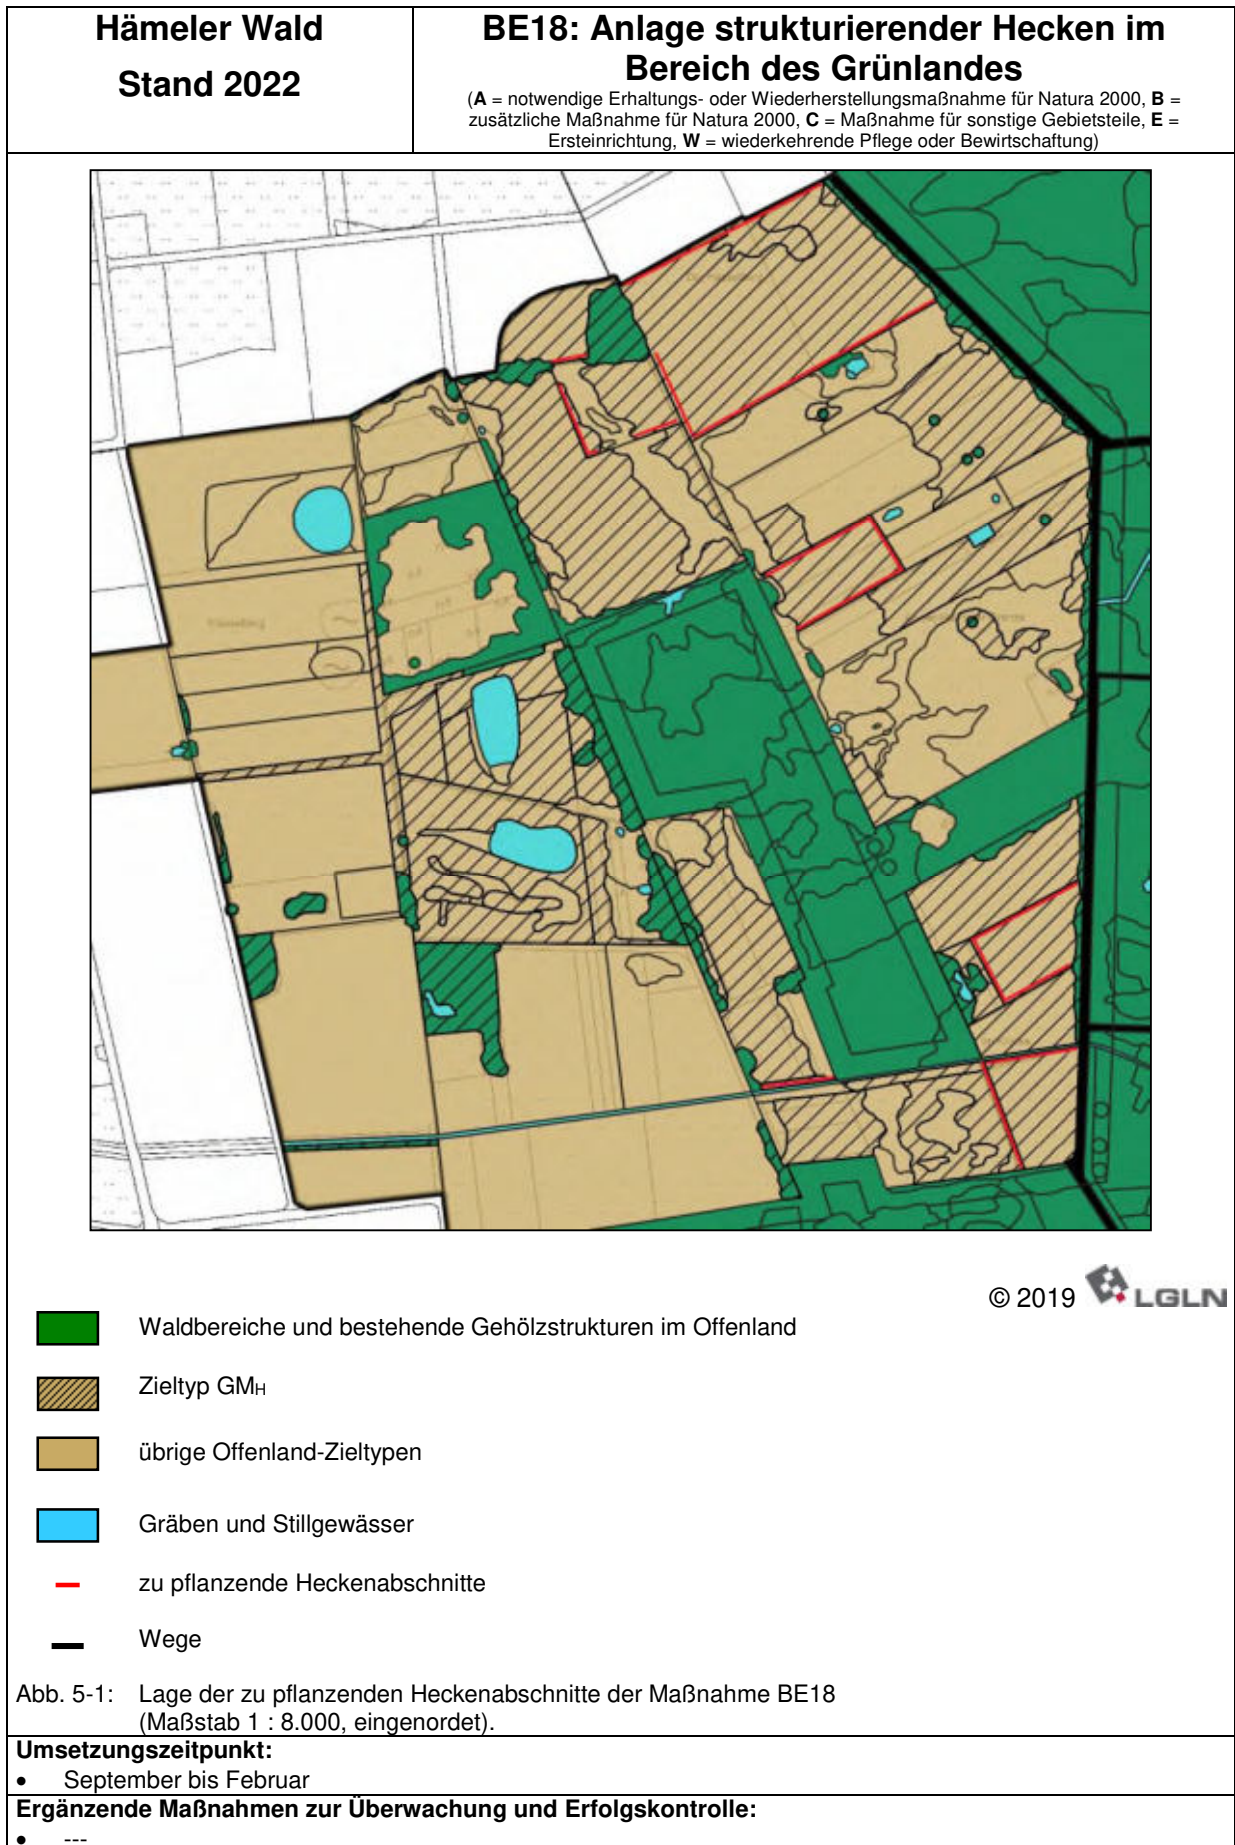 Hämeler Wald
Stand 2022
BE18: Anlage strukturierender Hecken im
Bereich des Grünlandes
(A = notwendige Erhaltungs- oder Wiederherstellungsmaßnahme für Natura 2000, B =
zusätzliche Maßnahme für Natura 2000, C = Maßnahme für sonstige Gebietsteile, E =
Ersteinrichtung, W = wiederkehrende Pflege oder Bewirtschaftung)
© 2019 LGLN
Waldbereiche und bestehende Gehölzstrukturen im Offenland
Zieltyp GMH
übrige Offenland-Zieltypen
Gräben und Stillgewässer
zu pflanzende Heckenabschnitte
Wege
Abb. 5-1: Lage der zu pflanzenden Heckenabschnitte der Maßnahme BE18
(Maßstab 1 : 8.000, eingenordet).
Umsetzungszeitpunkt:
• September bis Februar
Ergänzende Maßnahmen zur Überwachung und Erfolgskontrolle:
• ---